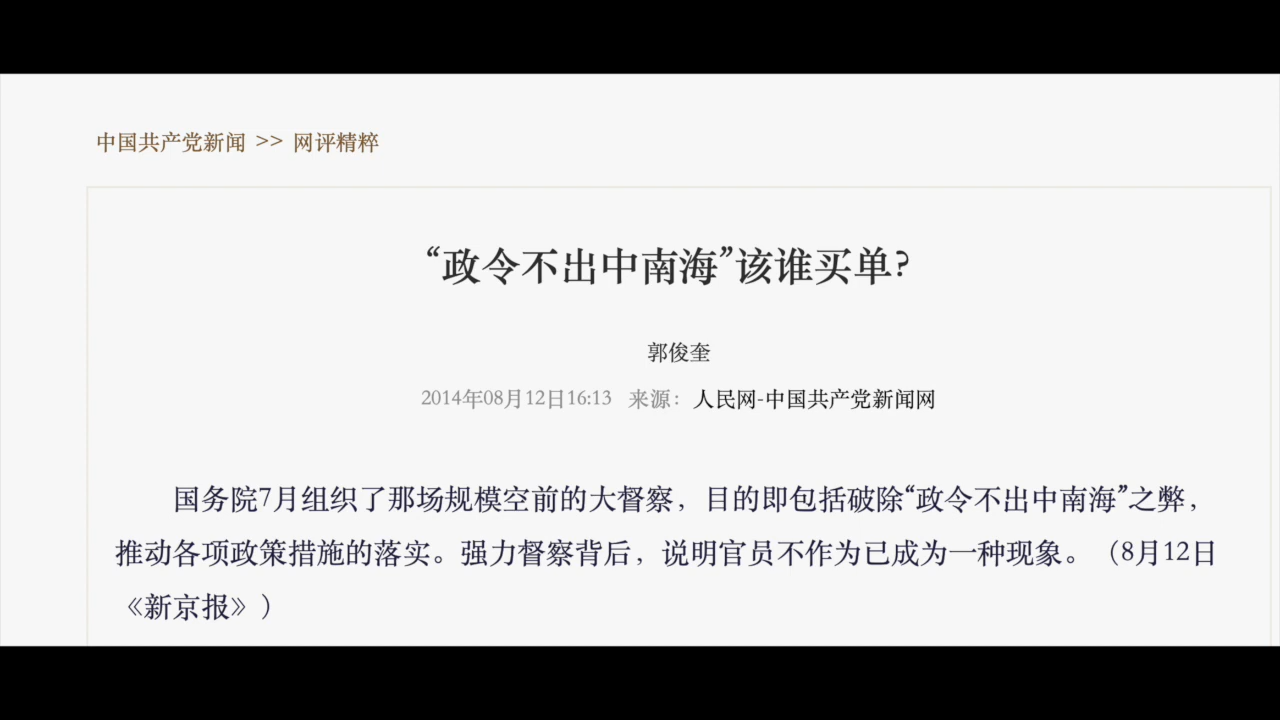 中国共产党新闻 >> 网评精粹
“政令不出中南海”该谁买单?
郭俊奎
2014年08月12日16:13 来源：人民网-中国共产党新闻网
国务院7月组织了那场规模空前的大督察，目的即包括破除“政令不出中南海”之弊，
推动各项政策措施的落实。强力督察背后，说明官员不作为已成为一种现象。（8月12日
《新京报》）